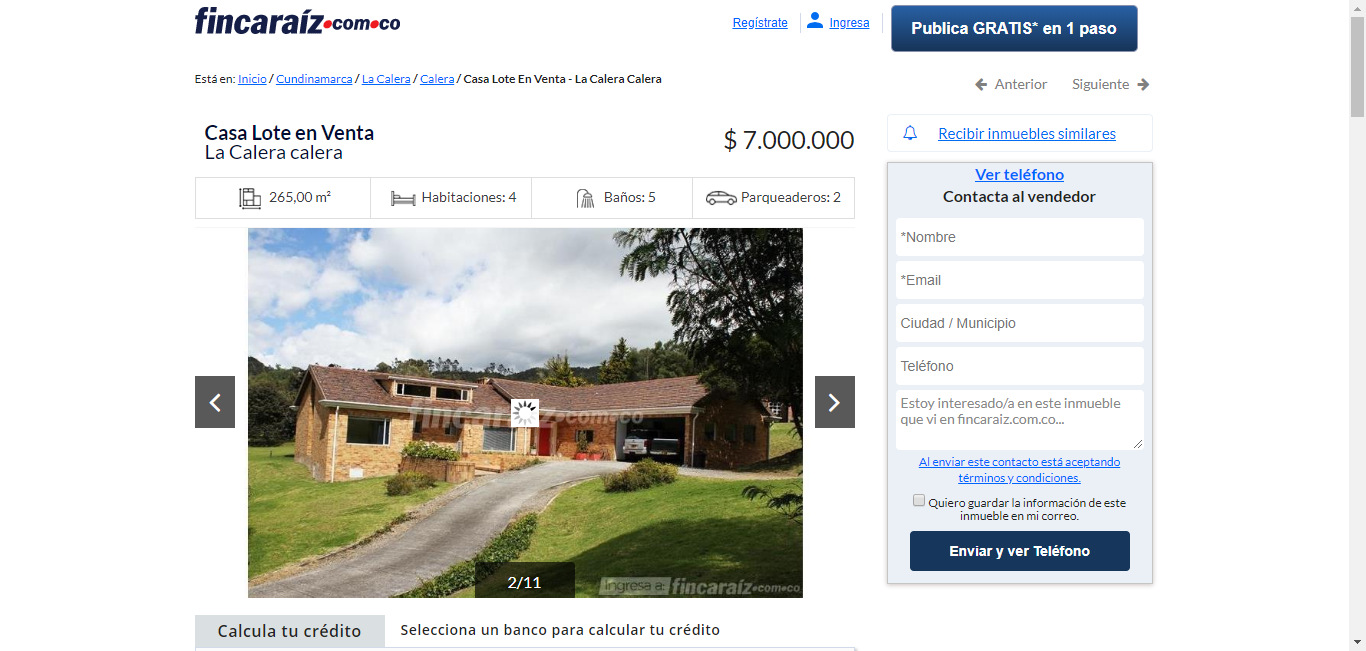 fincaraíz.com.co
Regístrate
Ingresa
Publica GRATIS* en 1 paso
Está en: Inicio / Cundinamarca / La Calera / Calera / Casa Lote En Venta - La Calera Calera
Anterior
Siguiente
Casa Lote en Venta
La Calera calera
$ 7.000.000
265,00 m²
Habitaciones: 4
Baños: 5
Parqueaderos: 2
fincaraíz.com.co
2/11
Ingresa a: fincaraíz.com.co
Recibir inmuebles similares
Ver teléfono
Contacta al vendedor
*Nombre
*Email
Ciudad / Municipio
Teléfono
Estoy interesado/a en este inmueble
que vi en fincaraiz.com.co...
Al enviar este contacto está aceptando
términos y condiciones.
Quiero guardar la información de este
inmueble en mi correo.
Enviar y ver Teléfono
Calcula tu crédito
Selecciona un banco para calcular tu crédito